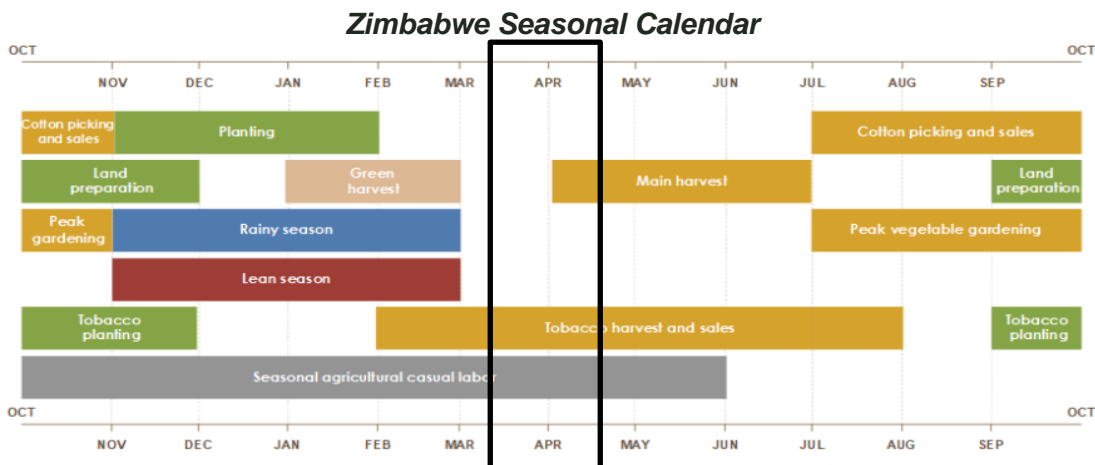 Zimbabwe Seasonal Calendar
OCT OCT
NOV DEC JAN FEB MAR APR MAY JUN JUL AUG SEP
Cotton picking
and sales
Planting
Cotton picking and sales
Land
preparation
Green
harvest
Main harvest
Land
preparation
Peak
gardening
Rainy season
Peak vegetable gardening
Lean season
Tobacco
planting
Tobacco harvest and sales
Tobacco
planting
Seasonal agricultural casual labor
OCT OCT
NOV DEC JAN FEB MAR APR MAY JUN JUL AUG SEP